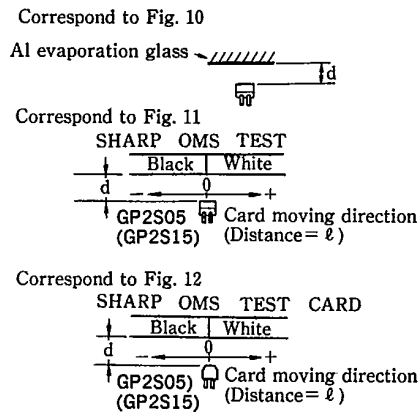 Correspond to Fig. 10
Al evaporation glass
d
Correspond to Fig. 11
SHARP OMS TEST
Black White
d
− 0 +
GP2S05 Card moving direction
(GP2S15) (Distance= ℓ)
Correspond to Fig. 12
SHARP OMS TEST CARD
Black White
d
− 0 +
GP2S05) Card moving direction
(GP2S15) (Distance= ℓ)